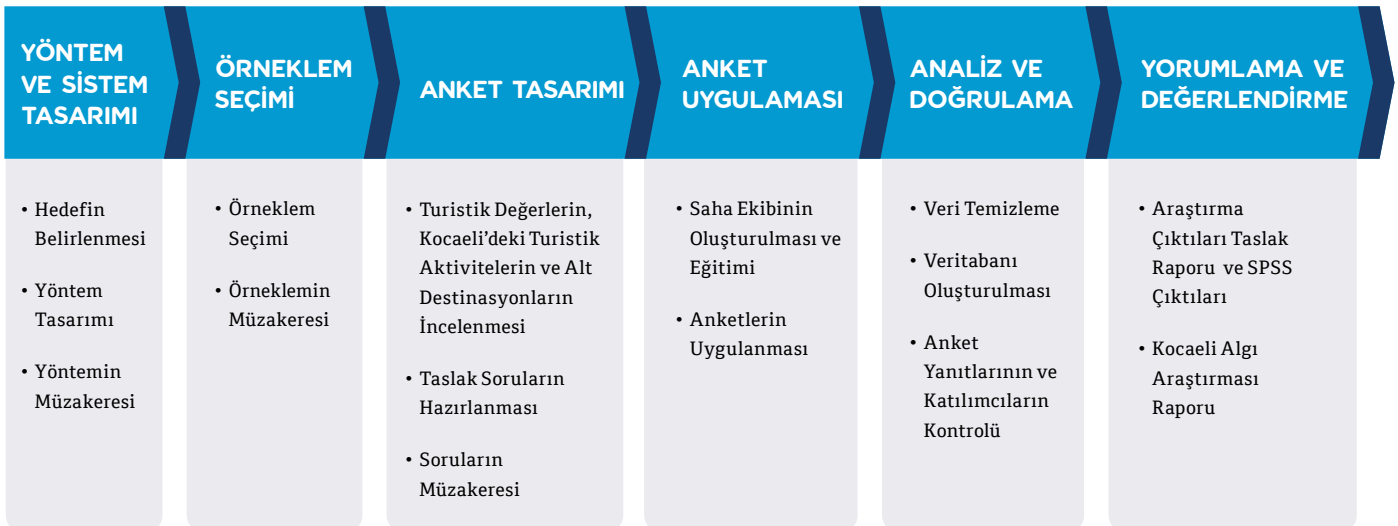 YÖNTEM
VE SİSTEM
TASARIMI
ÖRNEKLEM
SEÇİMİ
ANKET TASARIMI
ANKET
UYGULAMASI
ANALİZ VE
DOĞRULAMA
YORUMLAMA VE
DEĞERLENDİRME
• Hedefin
Belirlenmesi
• Yöntem
Tasarımı
• Yöntemin
Müzakeresi
• Örneklem
Seçimi
• Örneklemin
Müzakeresi
• Turistik Değerlerin,
Kocaeli’deki Turistik
Aktivitelerin ve Alt
Destinasyonların
İncelenmesi
• Taslak Soruların
Hazırlanması
• Soruların
Müzakeresi
• Saha Ekibinin
Oluşturulması ve
Eğitimi
• Anketlerin
Uygulanması
• Veri Temizleme
• Veritabanı
Oluşturulması
• Anket
Yanıtlarının ve
Katılımcıların
Kontrolü
• Araştırma
Çıktıları Taslak
Raporu ve SPSS
Çıktıları
• Kocaeli Algı
Araştırması
Raporu